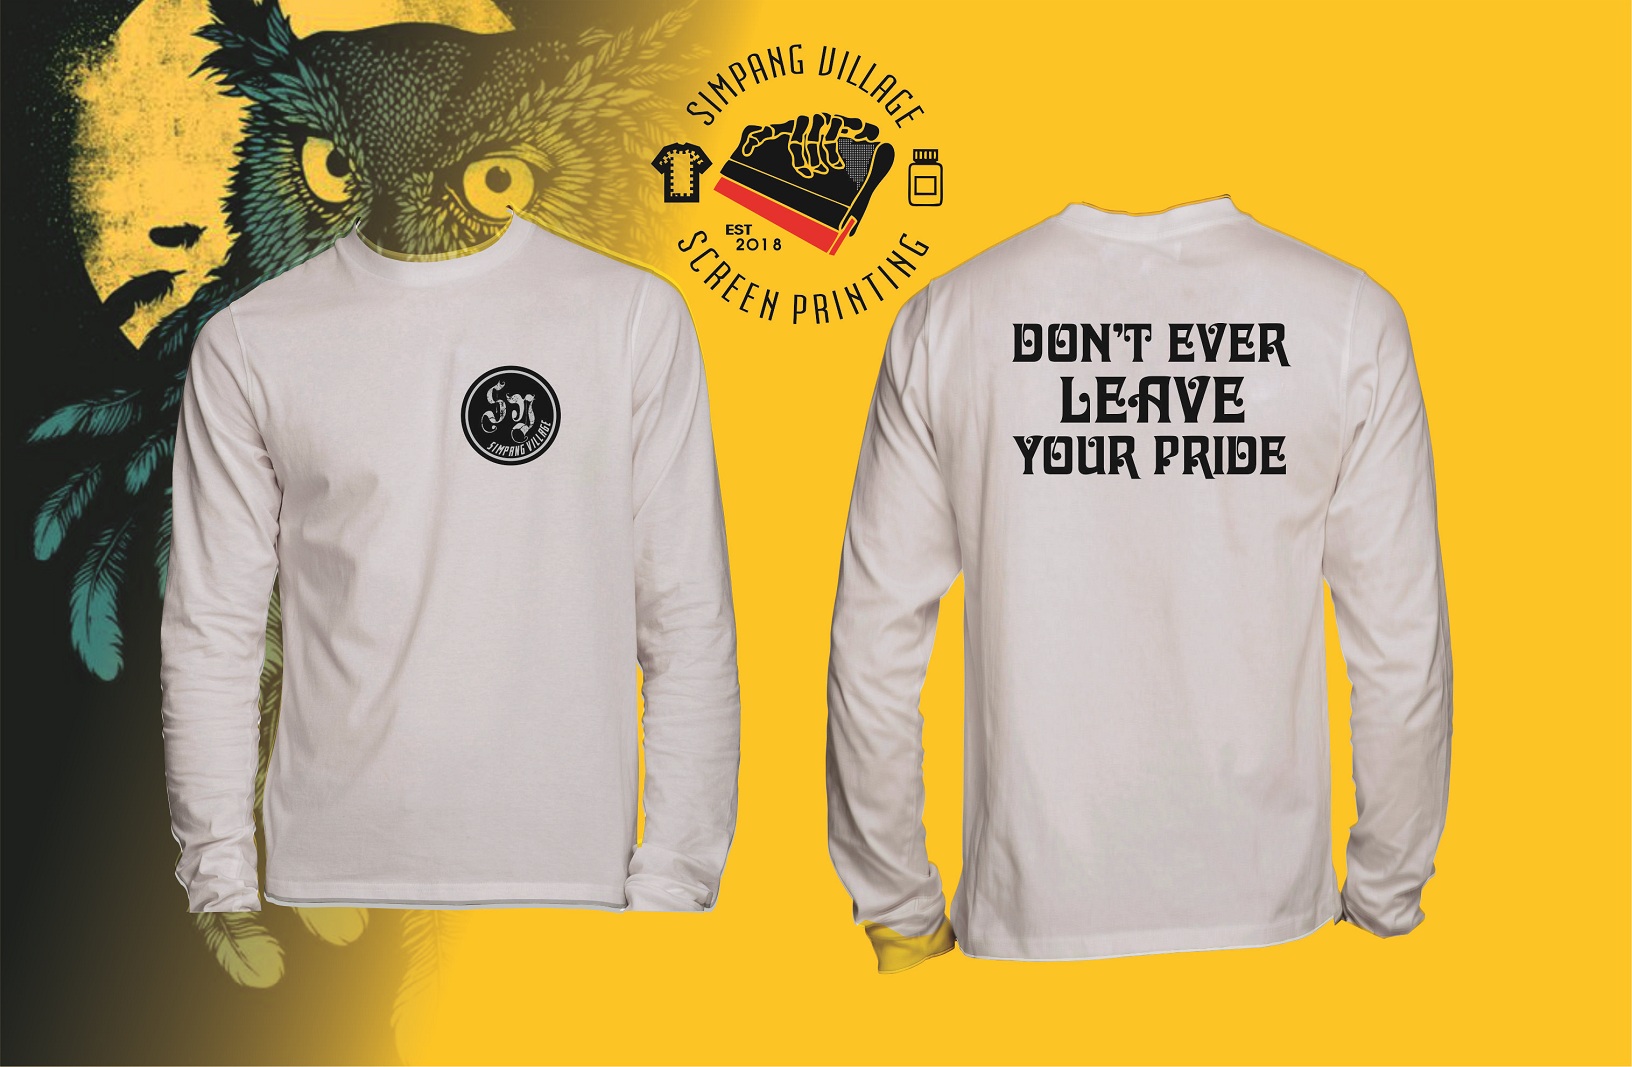 SIMPANG VILLAGE
EST
2018
SCREEN PRINTING
SV
SIMPANG VILLAGE
DON'T EVER
LEAVE
YOUR PRIDE